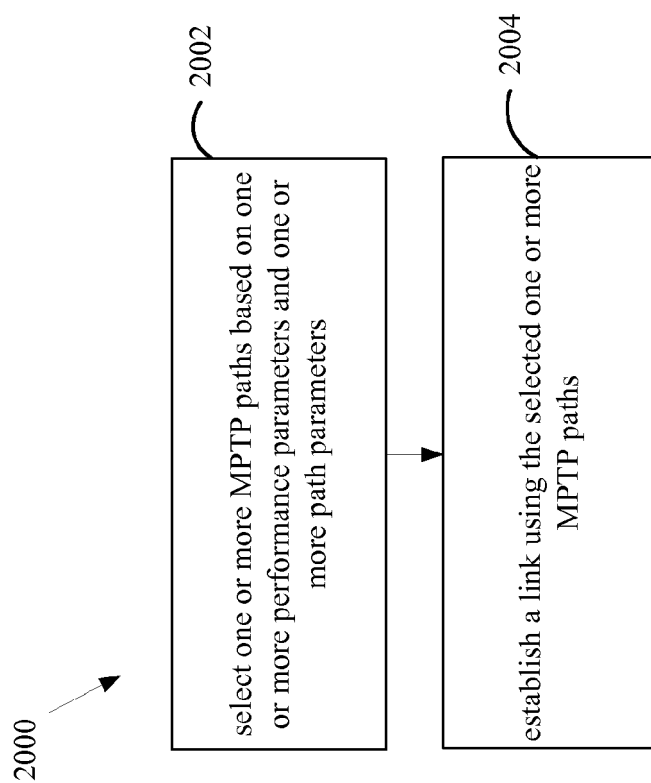 2000
2002
select one or more MPTP paths based on one
or more performance parameters and one or
more path parameters
2004
establish a link using the selected one or more
MPTP paths